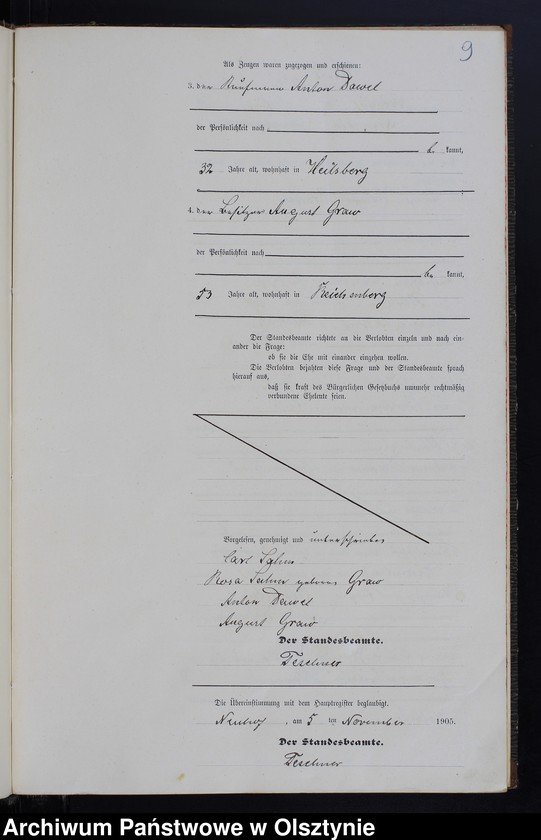 9
Als Zeugen waren zugezogen und erschienen:
3. der Kaufmann Anton Dawel
der Persönlichkeit nach
be kannt,
32 Jahre alt, wohnhaft in Heilsberg
4. der Besitzer August Graw
der Persönlichkeit nach
be kannt,
53 Jahre alt, wohnhaft in Reichenberg
Der Standesbeamte richtete an die Verlobten einzeln und nach ein-
ander die Frage:
ob sie die Ehe mit einander eingehen wollen.
Die Verlobten bejahten diese Frage und der Standesbeamte sprach
hierauf aus,
daß sie kraft des Bürgerlichen Gesetzbuchs nunmehr rechtmäßig
verbundene Eheleute seien.
Vorgelesen, genehmigt und unterschrieben
Carl
Rosa geborene Graw
Anton Dawel
August Graw
Der Standesbeamte.
Teschner
Die Übereinstimmung mit dem Hauptregister beglaubigt.
, am 5 ten November 1905.
Der Standesbeamte.
Teschner
Archiwum Państwowe w Olsztynie